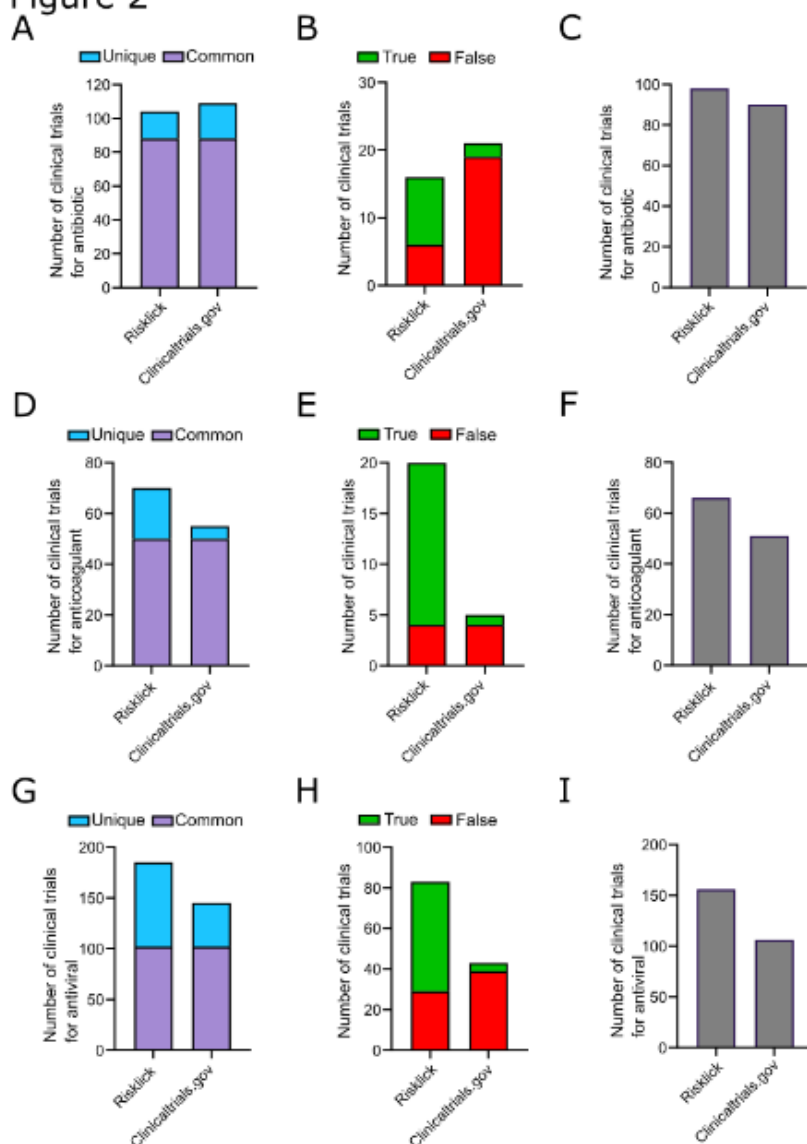 Figure 2
A
Unique Common
Number of clinical trials
for antibiotic
120
100
80
60
40
20
0
Risklick
Clinicaltrials.gov
B
True False
Number of clinical trials
30
20
10
0
Risklick
Clinicaltrials.gov
C
Number of clinical trials
for antibiotic
100
80
60
40
20
0
Risklick
Clinicaltrials.gov
D
Unique Common
Number of clinical trials
for anticoagulant
80
60
40
20
0
Risklick
Clinicaltrials.gov
E
True False
Number of clinical trials
20
15
10
5
0
Risklick
Clinicaltrials.gov
F
Number of clinical trials
for anticoagulant
80
60
40
20
0
Risklick
Clinicaltrials.gov
G
Unique Common
Number of clinical trials
for antiviral
200
150
100
50
0
Risklick
Clinicaltrials.gov
H
True False
Number of clinical trials
100
80
60
40
20
0
Risklick
Clinicaltrials.gov
I
Number of clinical trials
for antiviral
200
150
100
50
0
Risklick
Clinicaltrials.gov